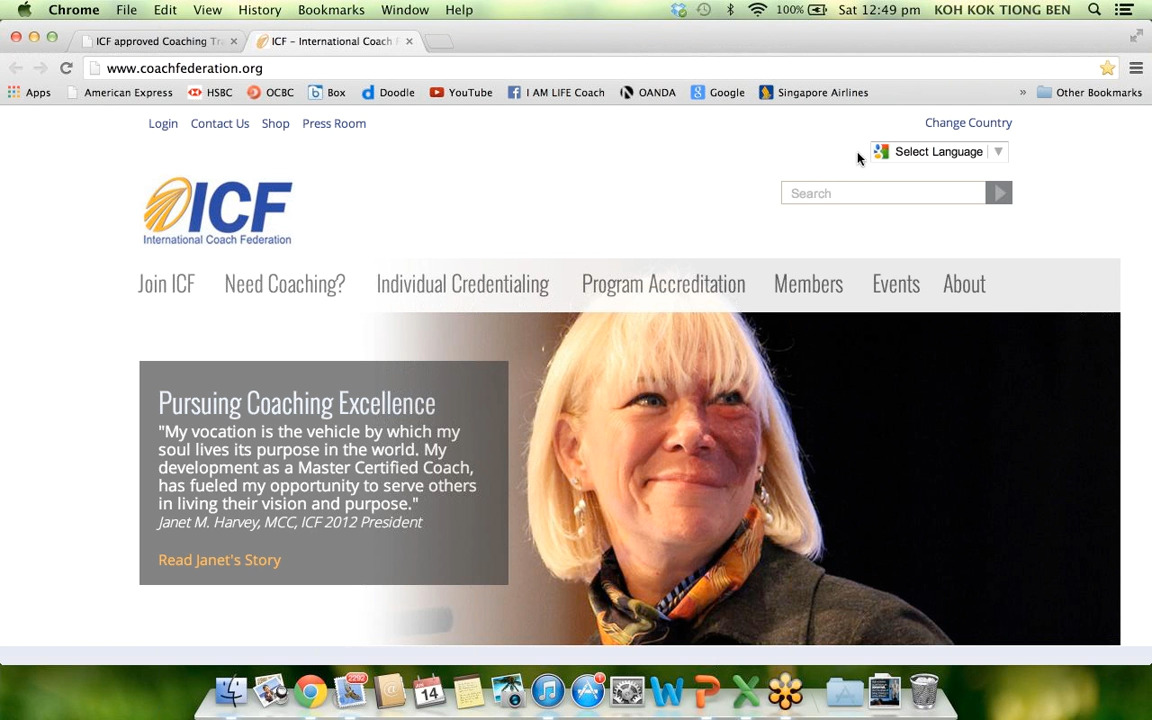 Chrome File Edit View History Bookmarks Window Help 100% Sat 12:49 pm KOH KOK TIONG BEN
ICF approved Coaching Tr
ICF – International Coach F
www.coachfederation.org
Apps American Express HSBC OCBC Box Doodle YouTube I AM LIFE Coach OANDA Google Singapore Airlines » Other Bookmarks
Login Contact Us Shop Press Room Change Country
Select Language
Search
ICF
International Coach Federation
Join ICF Need Coaching? Individual Credentialing Program Accreditation Members Events About
Pursuing Coaching Excellence
"My vocation is the vehicle by which my
soul lives its purpose in the world. My
development as a Master Certified Coach,
has fueled my opportunity to serve others
in living their vision and purpose."
Janet M. Harvey, MCC, ICF 2012 President
Read Janet's Story
2292
14
1